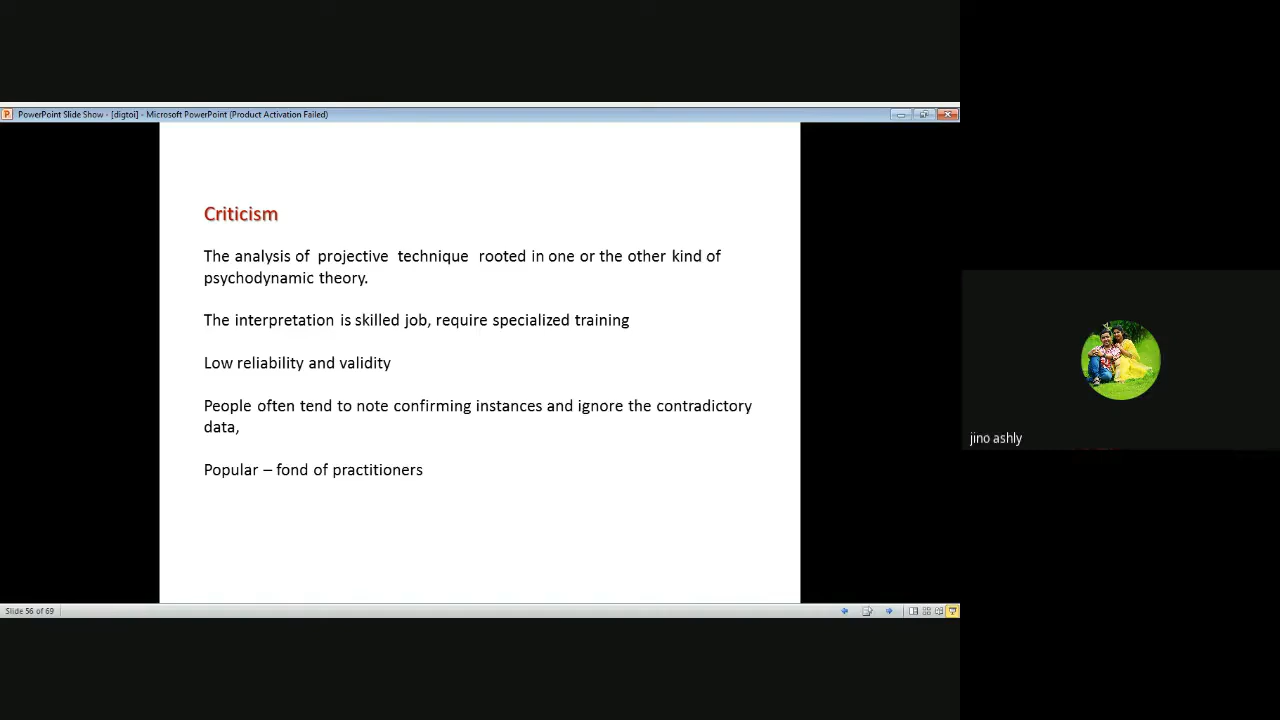 PowerPoint Slide Show - [digtoi] - Microsoft PowerPoint (Product Activation Failed)
Criticism
The analysis of projective technique rooted in one or the other kind of
psychodynamic theory.
The interpretation is skilled job, require specialized training
Low reliability and validity
People often tend to note confirming instances and ignore the contradictory
data,
Popular – fond of practitioners
jino ashly
Slide 56 of 69